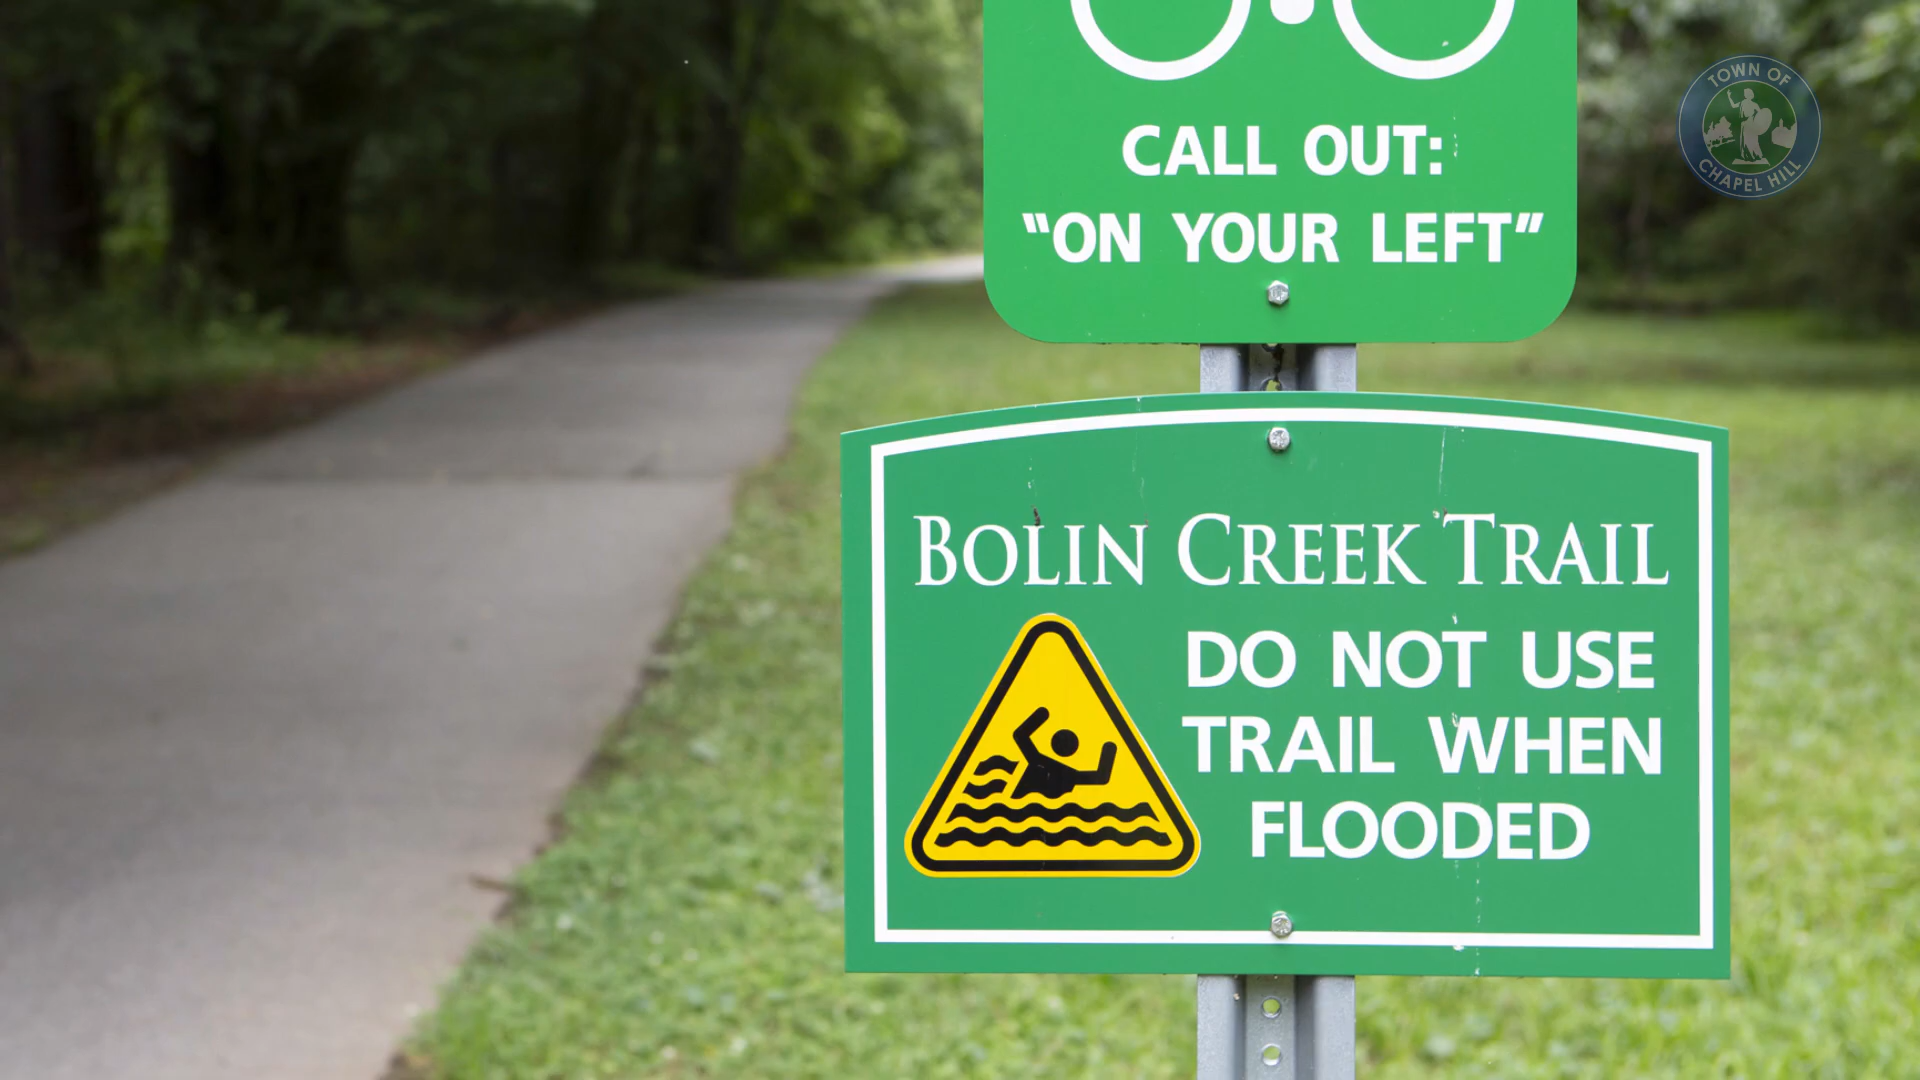 CALL OUT:
"ON YOUR LEFT"
TOWN OF
CHAPEL HILL
BOLIN CREEK TRAIL
DO NOT USE
TRAIL WHEN
FLOODED